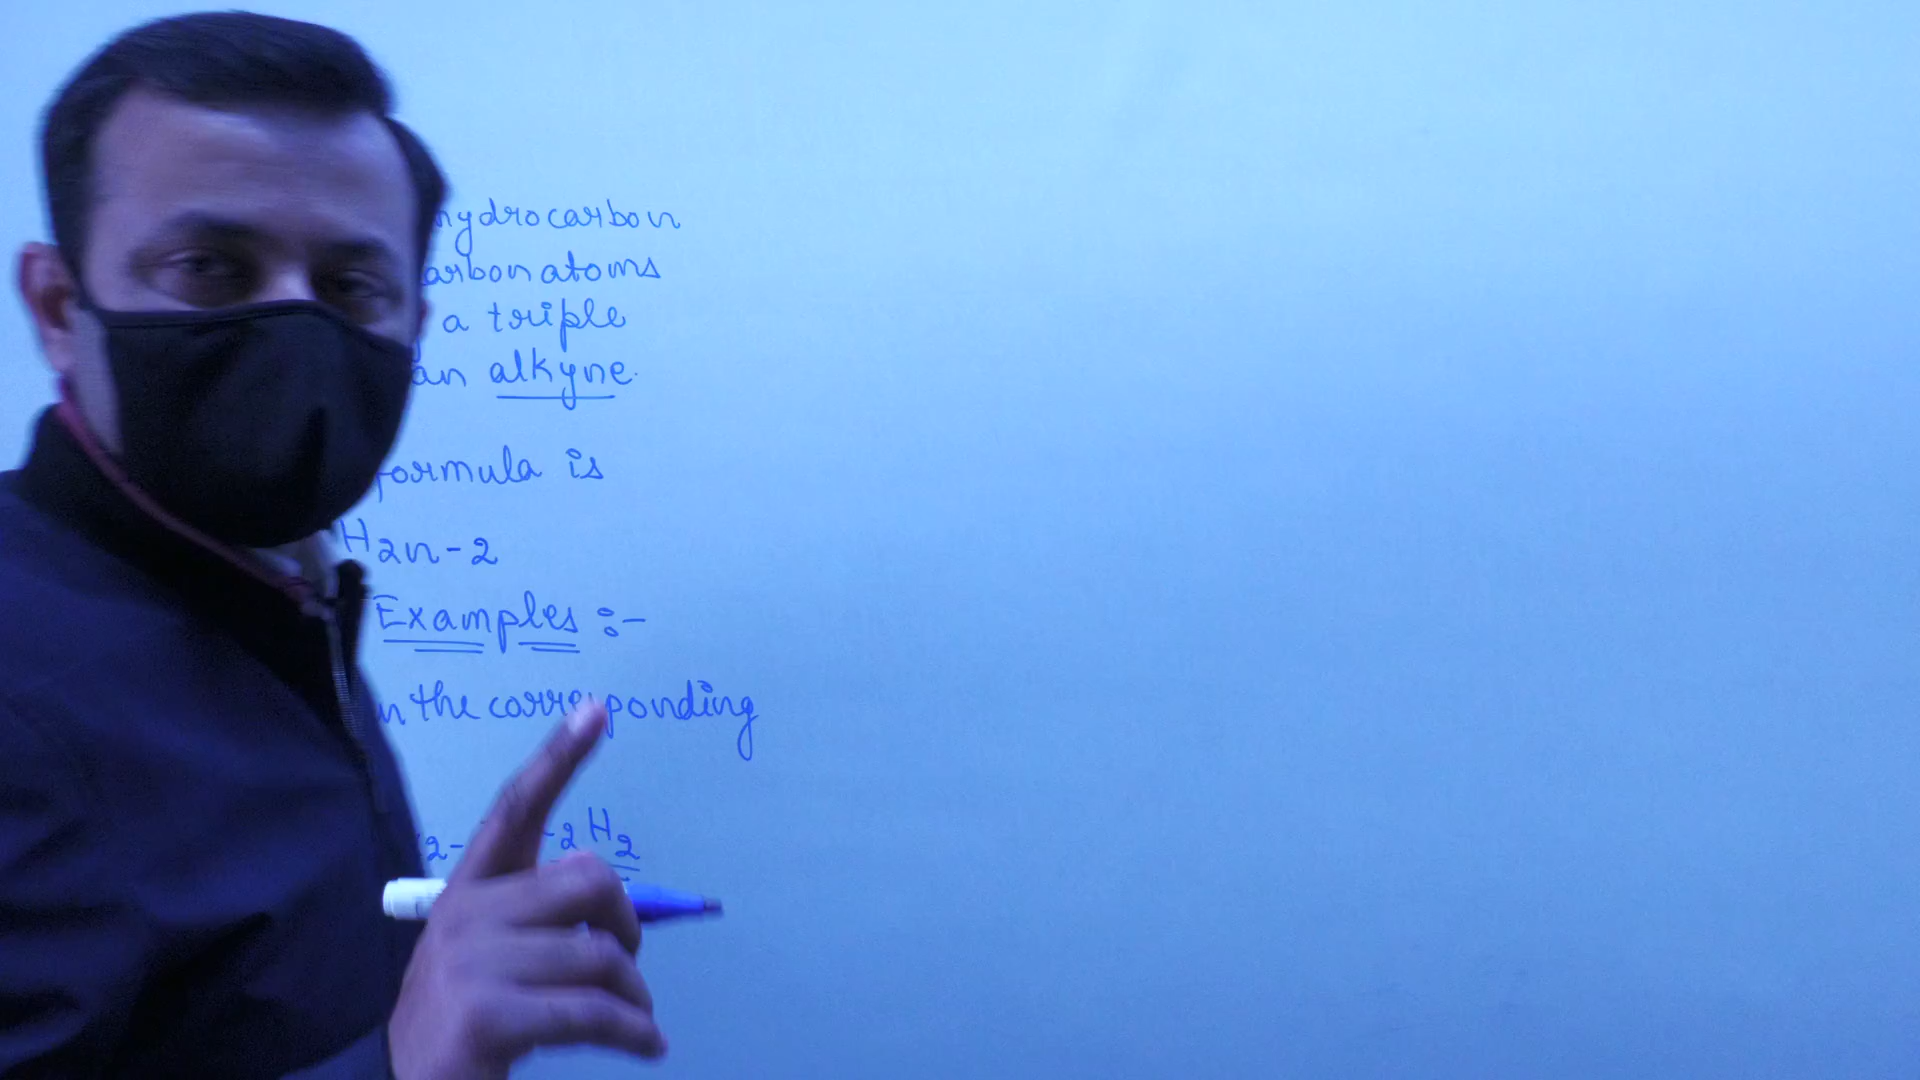 hydrocarbon
carbon atoms
a triple
an alkyne.
formula is
H2n-2
Examples :-
the corresponding
2 H2